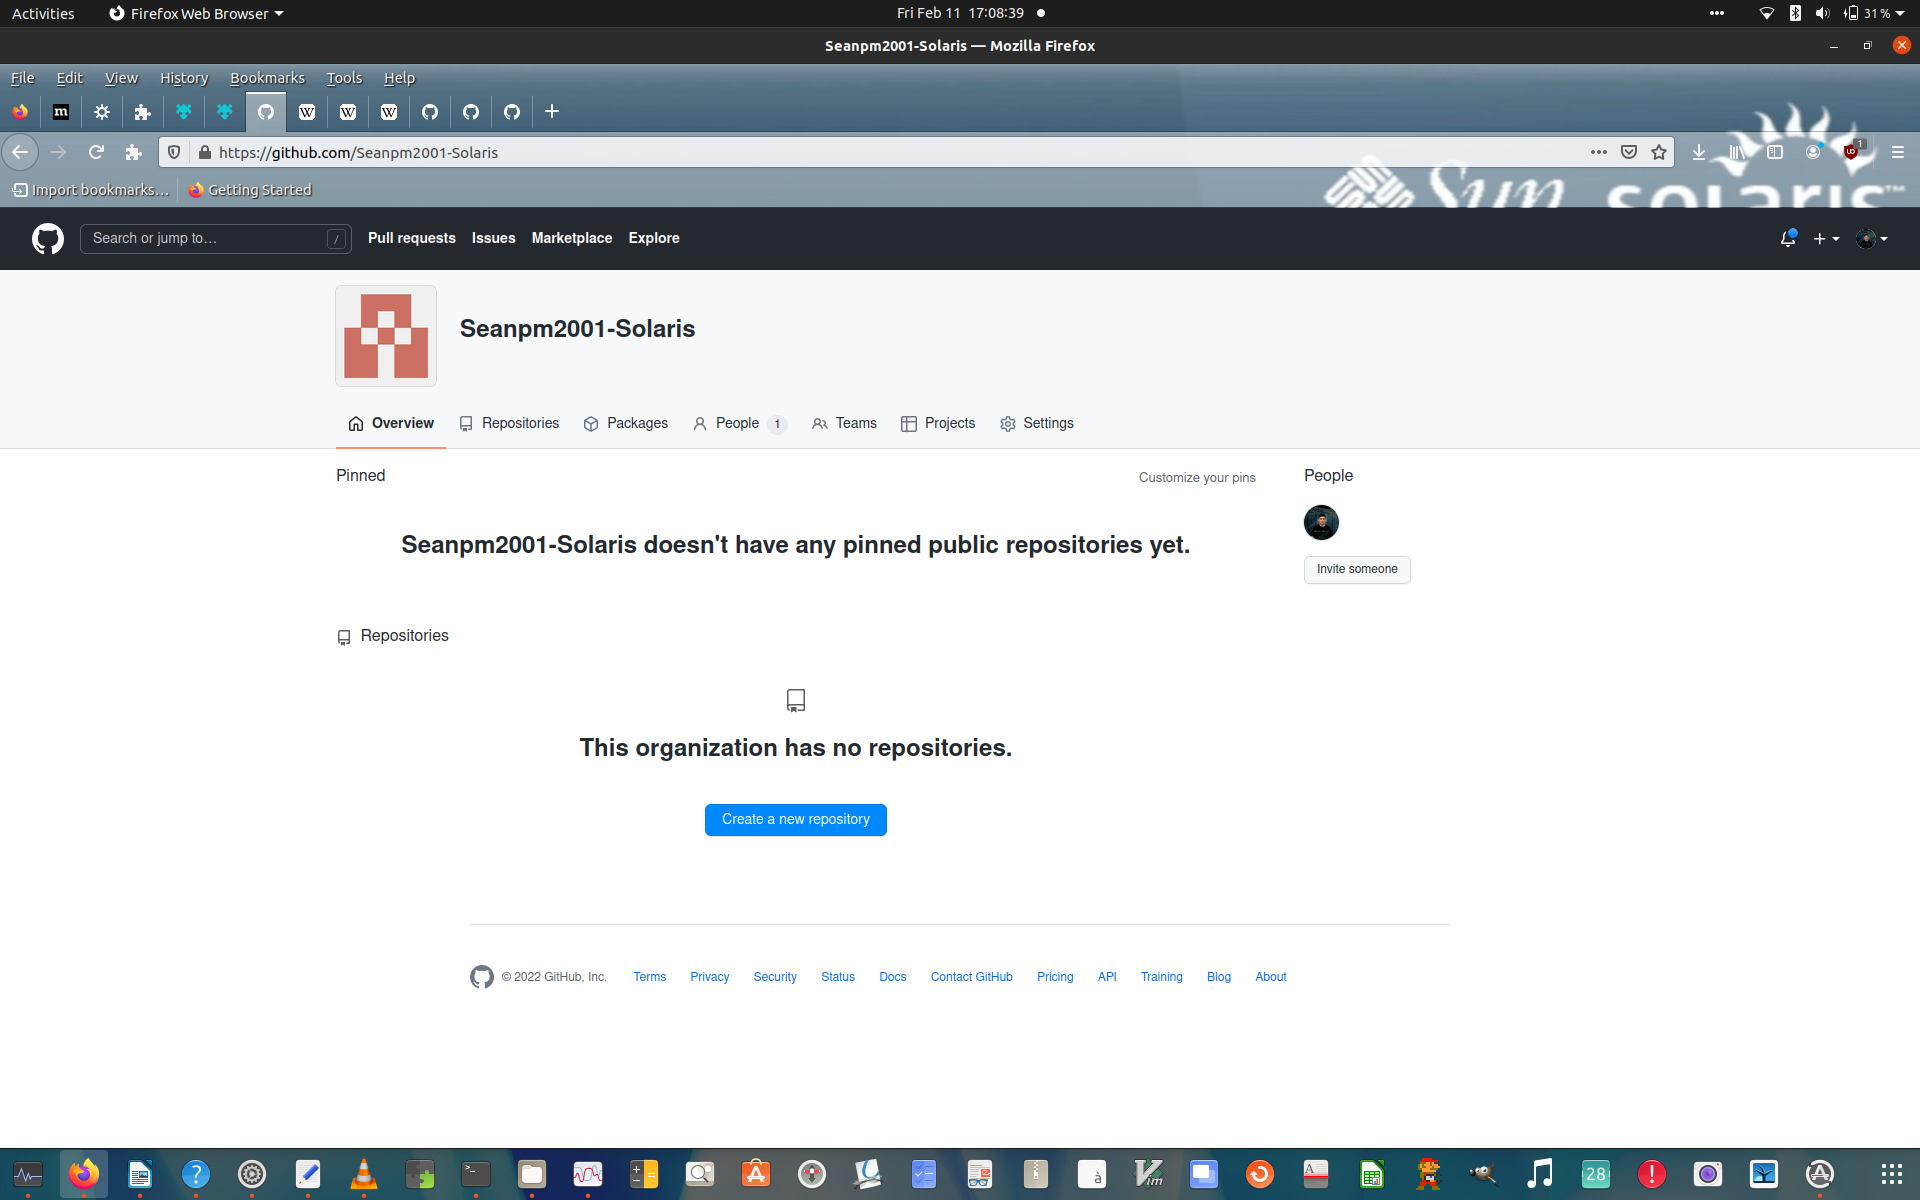 Activities
Firefox Web Browser
Fri Feb 11 17:08:39
31 %
Seanpm2001-Solaris — Mozilla Firefox
File Edit View History Bookmarks Tools Help
m
W
W
W
https://github.com/Seanpm2001-Solaris
1
Import bookmarks...
Getting Started
Sun
solaris™
Search or jump to…
/
Pull requests
Issues
Marketplace
Explore
Seanpm2001-Solaris
Overview
Repositories
Packages
People 1
Teams
Projects
Settings
Pinned
Customize your pins
People
Seanpm2001-Solaris doesn't have any pinned public repositories yet.
Invite someone
Repositories
This organization has no repositories.
Create a new repository
© 2022 GitHub, Inc.
Terms
Privacy
Security
Status
Docs
Contact GitHub
Pricing
API
Training
Blog
About
?
>_
A
à
Vim
28
!